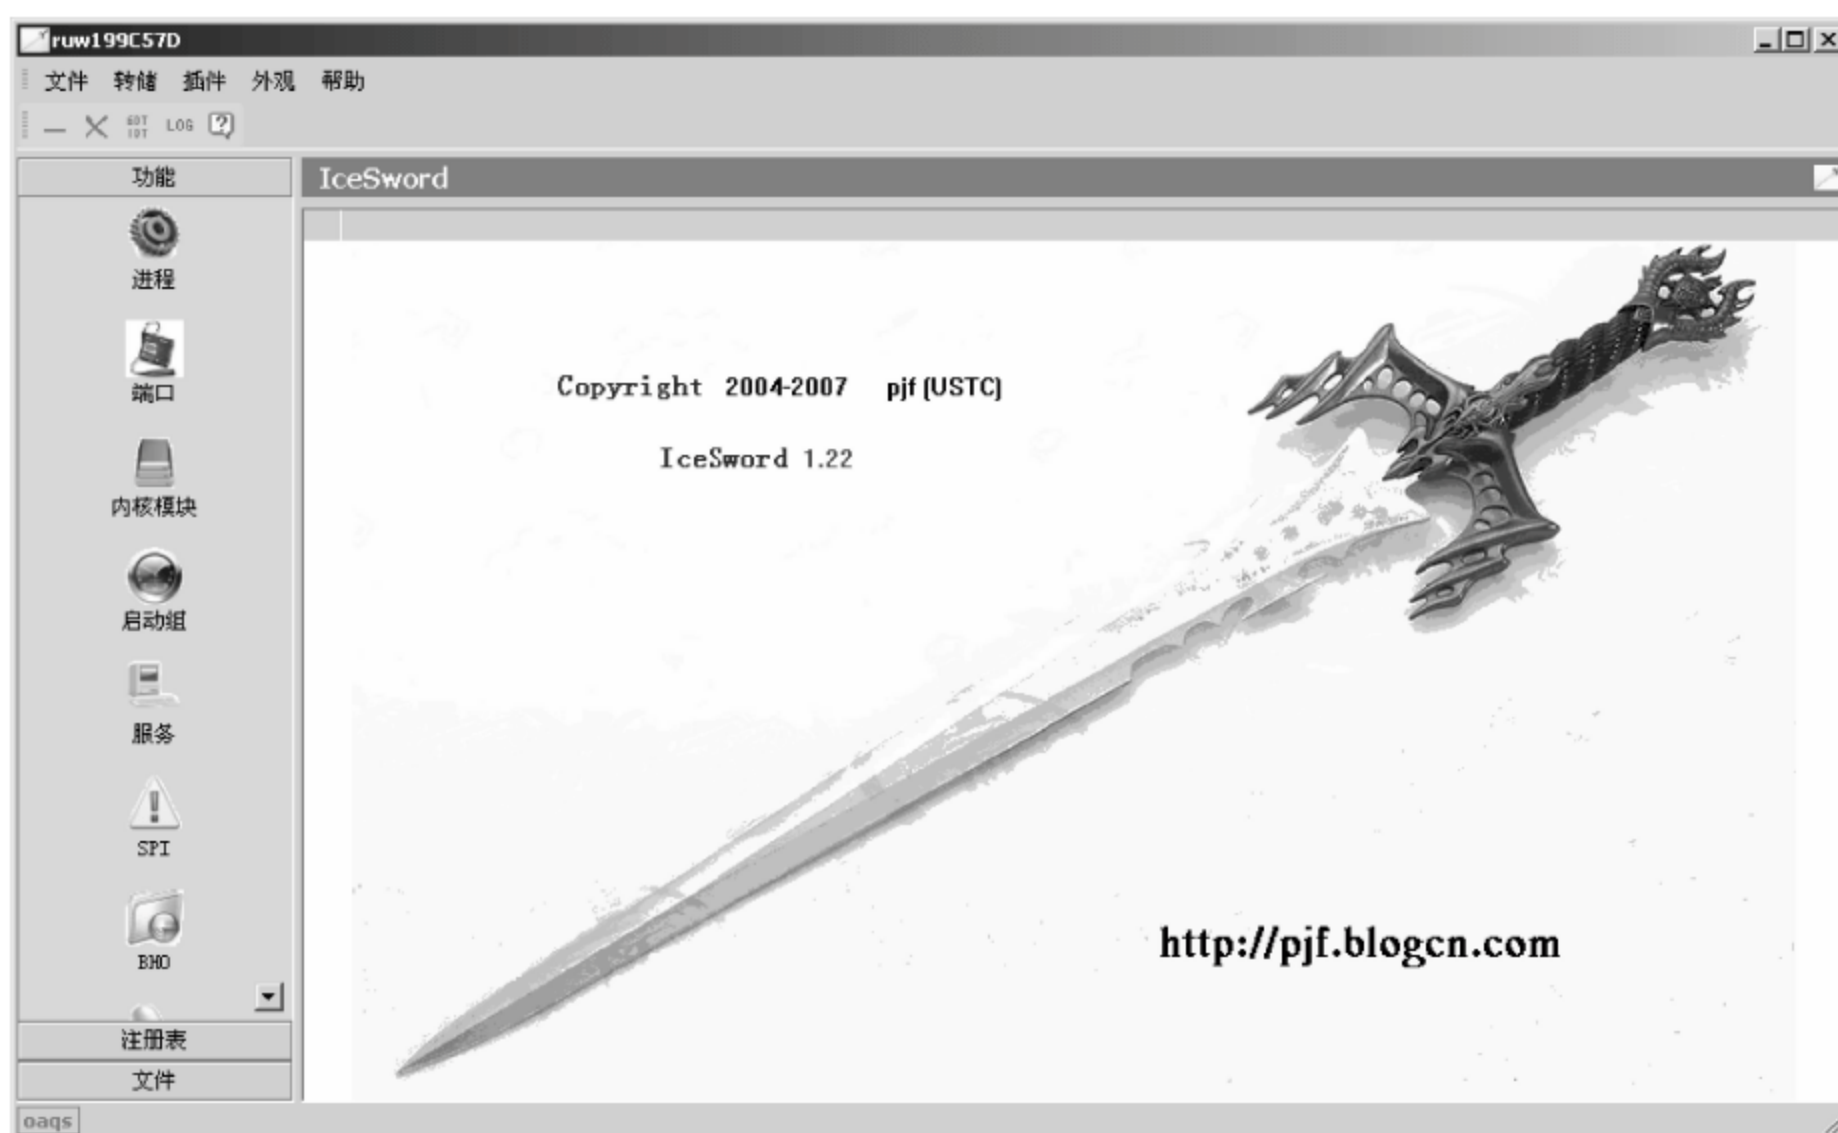 ruw199C57D
文件 转储 插件 外观 帮助
GDT IDT LOG ?
功能
IceSword
进程
端口
内核模块
启动组
服务
SPI
BHO
注册表
文件
Copyright 2004-2007 pjf (USTC)
IceSword 1.22
http://pjf.blogcn.com
oaqs